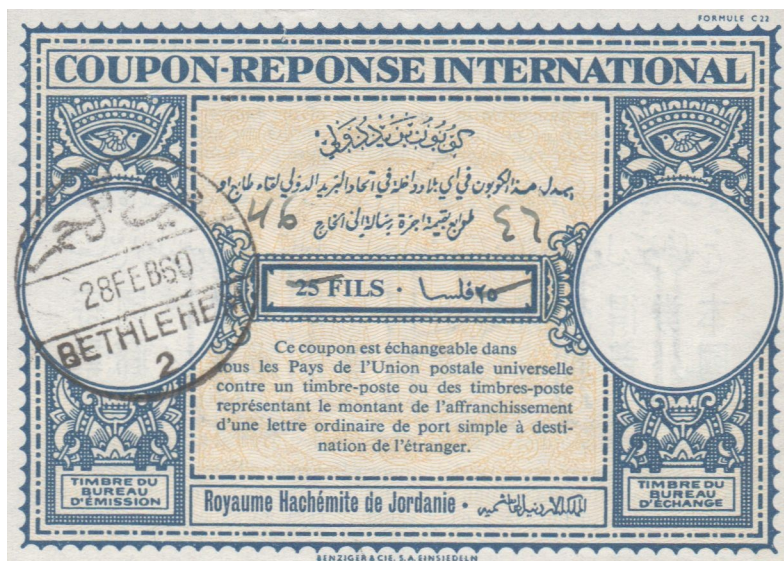 FORMULE C 22
COUPON-REPONSE INTERNATIONAL
كوبون بريد دولي
يبدل هذا الكوبون في أي بلاد داخلة في اتحاد البريد الدولي لقاء طابع او
طوابع بقيمة اجرة رسالة الى الخارج
46 ٤٦
25 FILS · ٢٥ فلسا
28 FEB 60
BETHLEHE
2
Ce coupon est échangeable dans
tous les Pays de l'Union postale universelle
contre un timbre-poste ou des timbres-poste
représentant le montant de l'affranchissement
d'une lettre ordinaire de port simple à desti-
nation de l'étranger.
TIMBRE DU
BUREAU
D'ÉMISSION
Royaume Hachémite de Jordanie · المملكة الاردنية الهاشمية
TIMBRE DU
BUREAU
D'ÉCHANGE
BENZIGER & CIE. S.A. EINSIEDELN